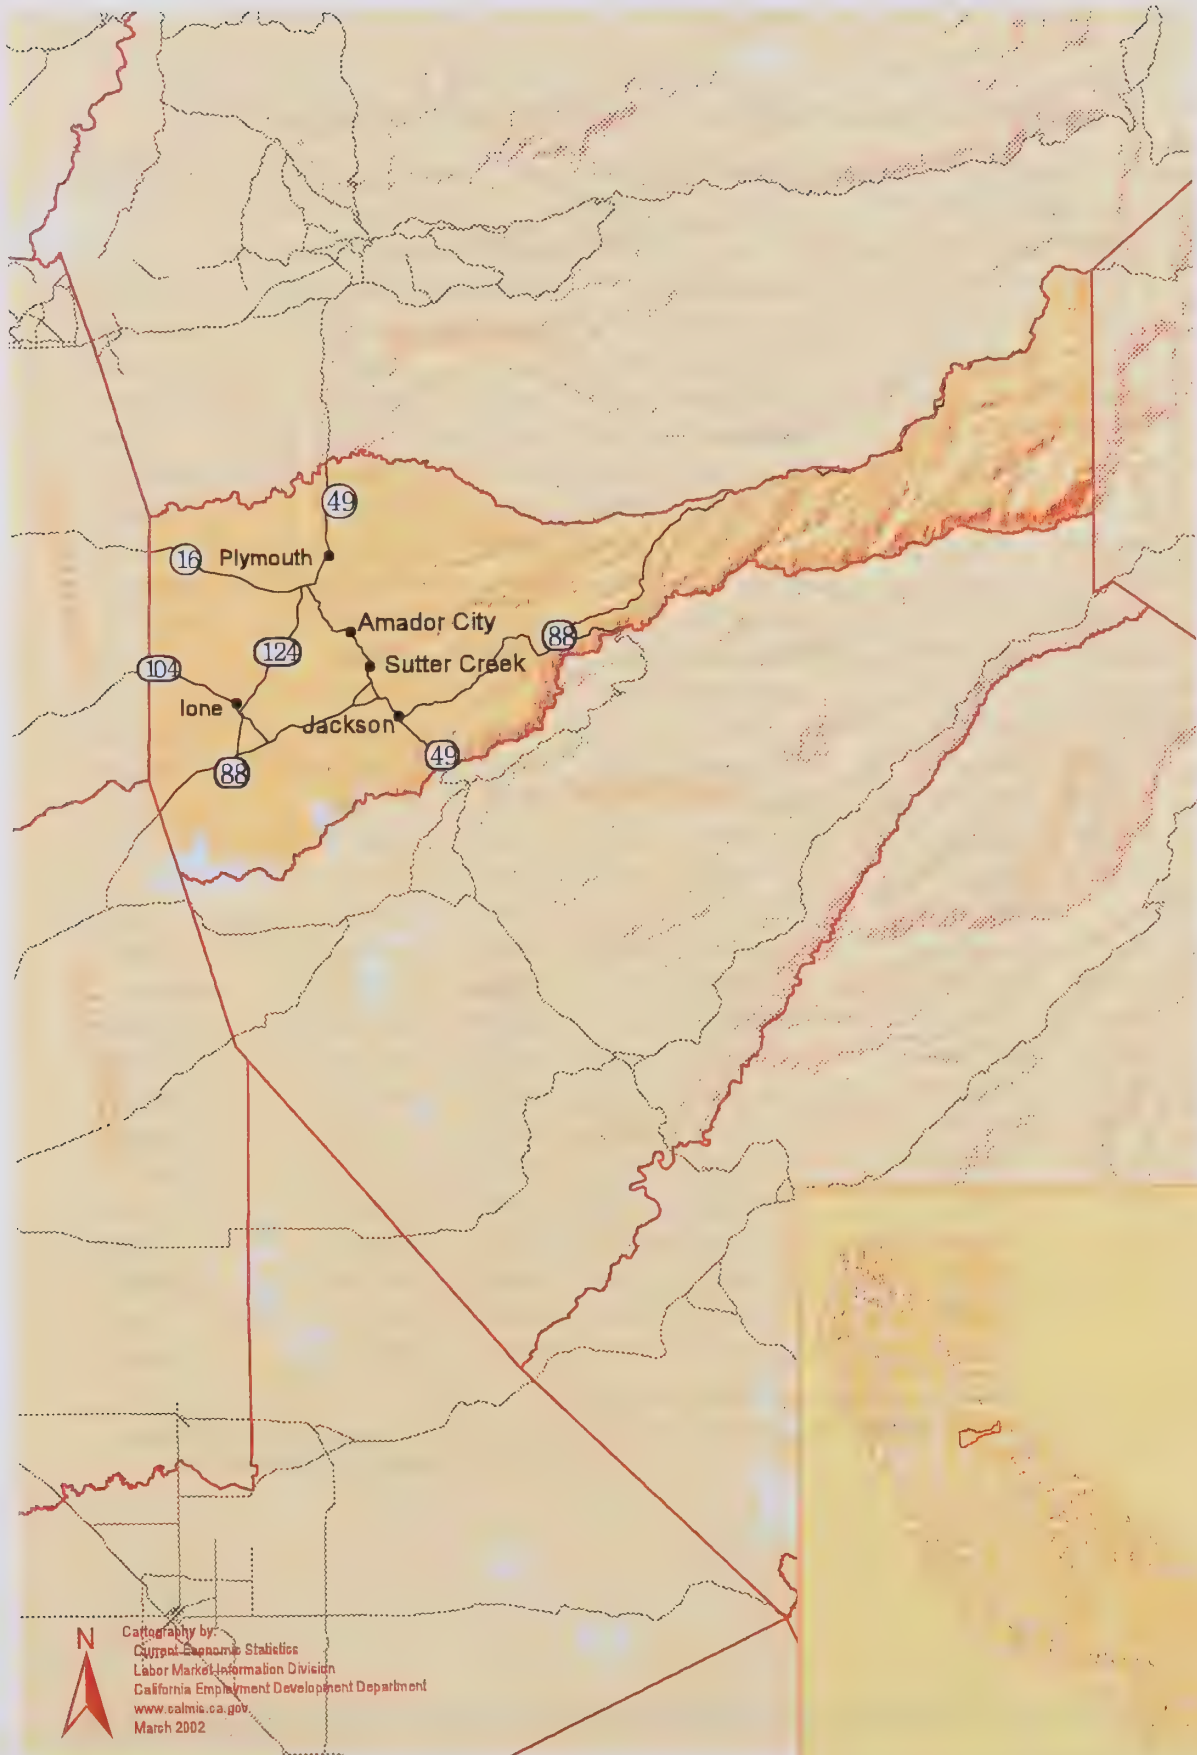 49
16
Plymouth
Amador City
124
88
Sutter Creek
104
Ione
Jackson
49
88
N
Cartography by:
Current Economic Statistics
Labor Market Information Division
California Employment Development Department
www.calmis.ca.gov
March 2002